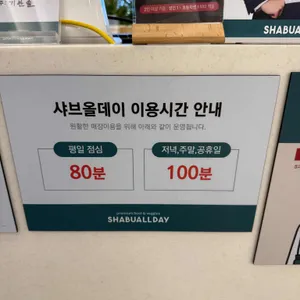 SHABUALL
샤브올데이 이용시간 안내
원활한 매장이용을 위해 아래와 같이 운영합니다.
평일 점심
80분
저녁,주말,공휴일
100분
SHABUALLDAY